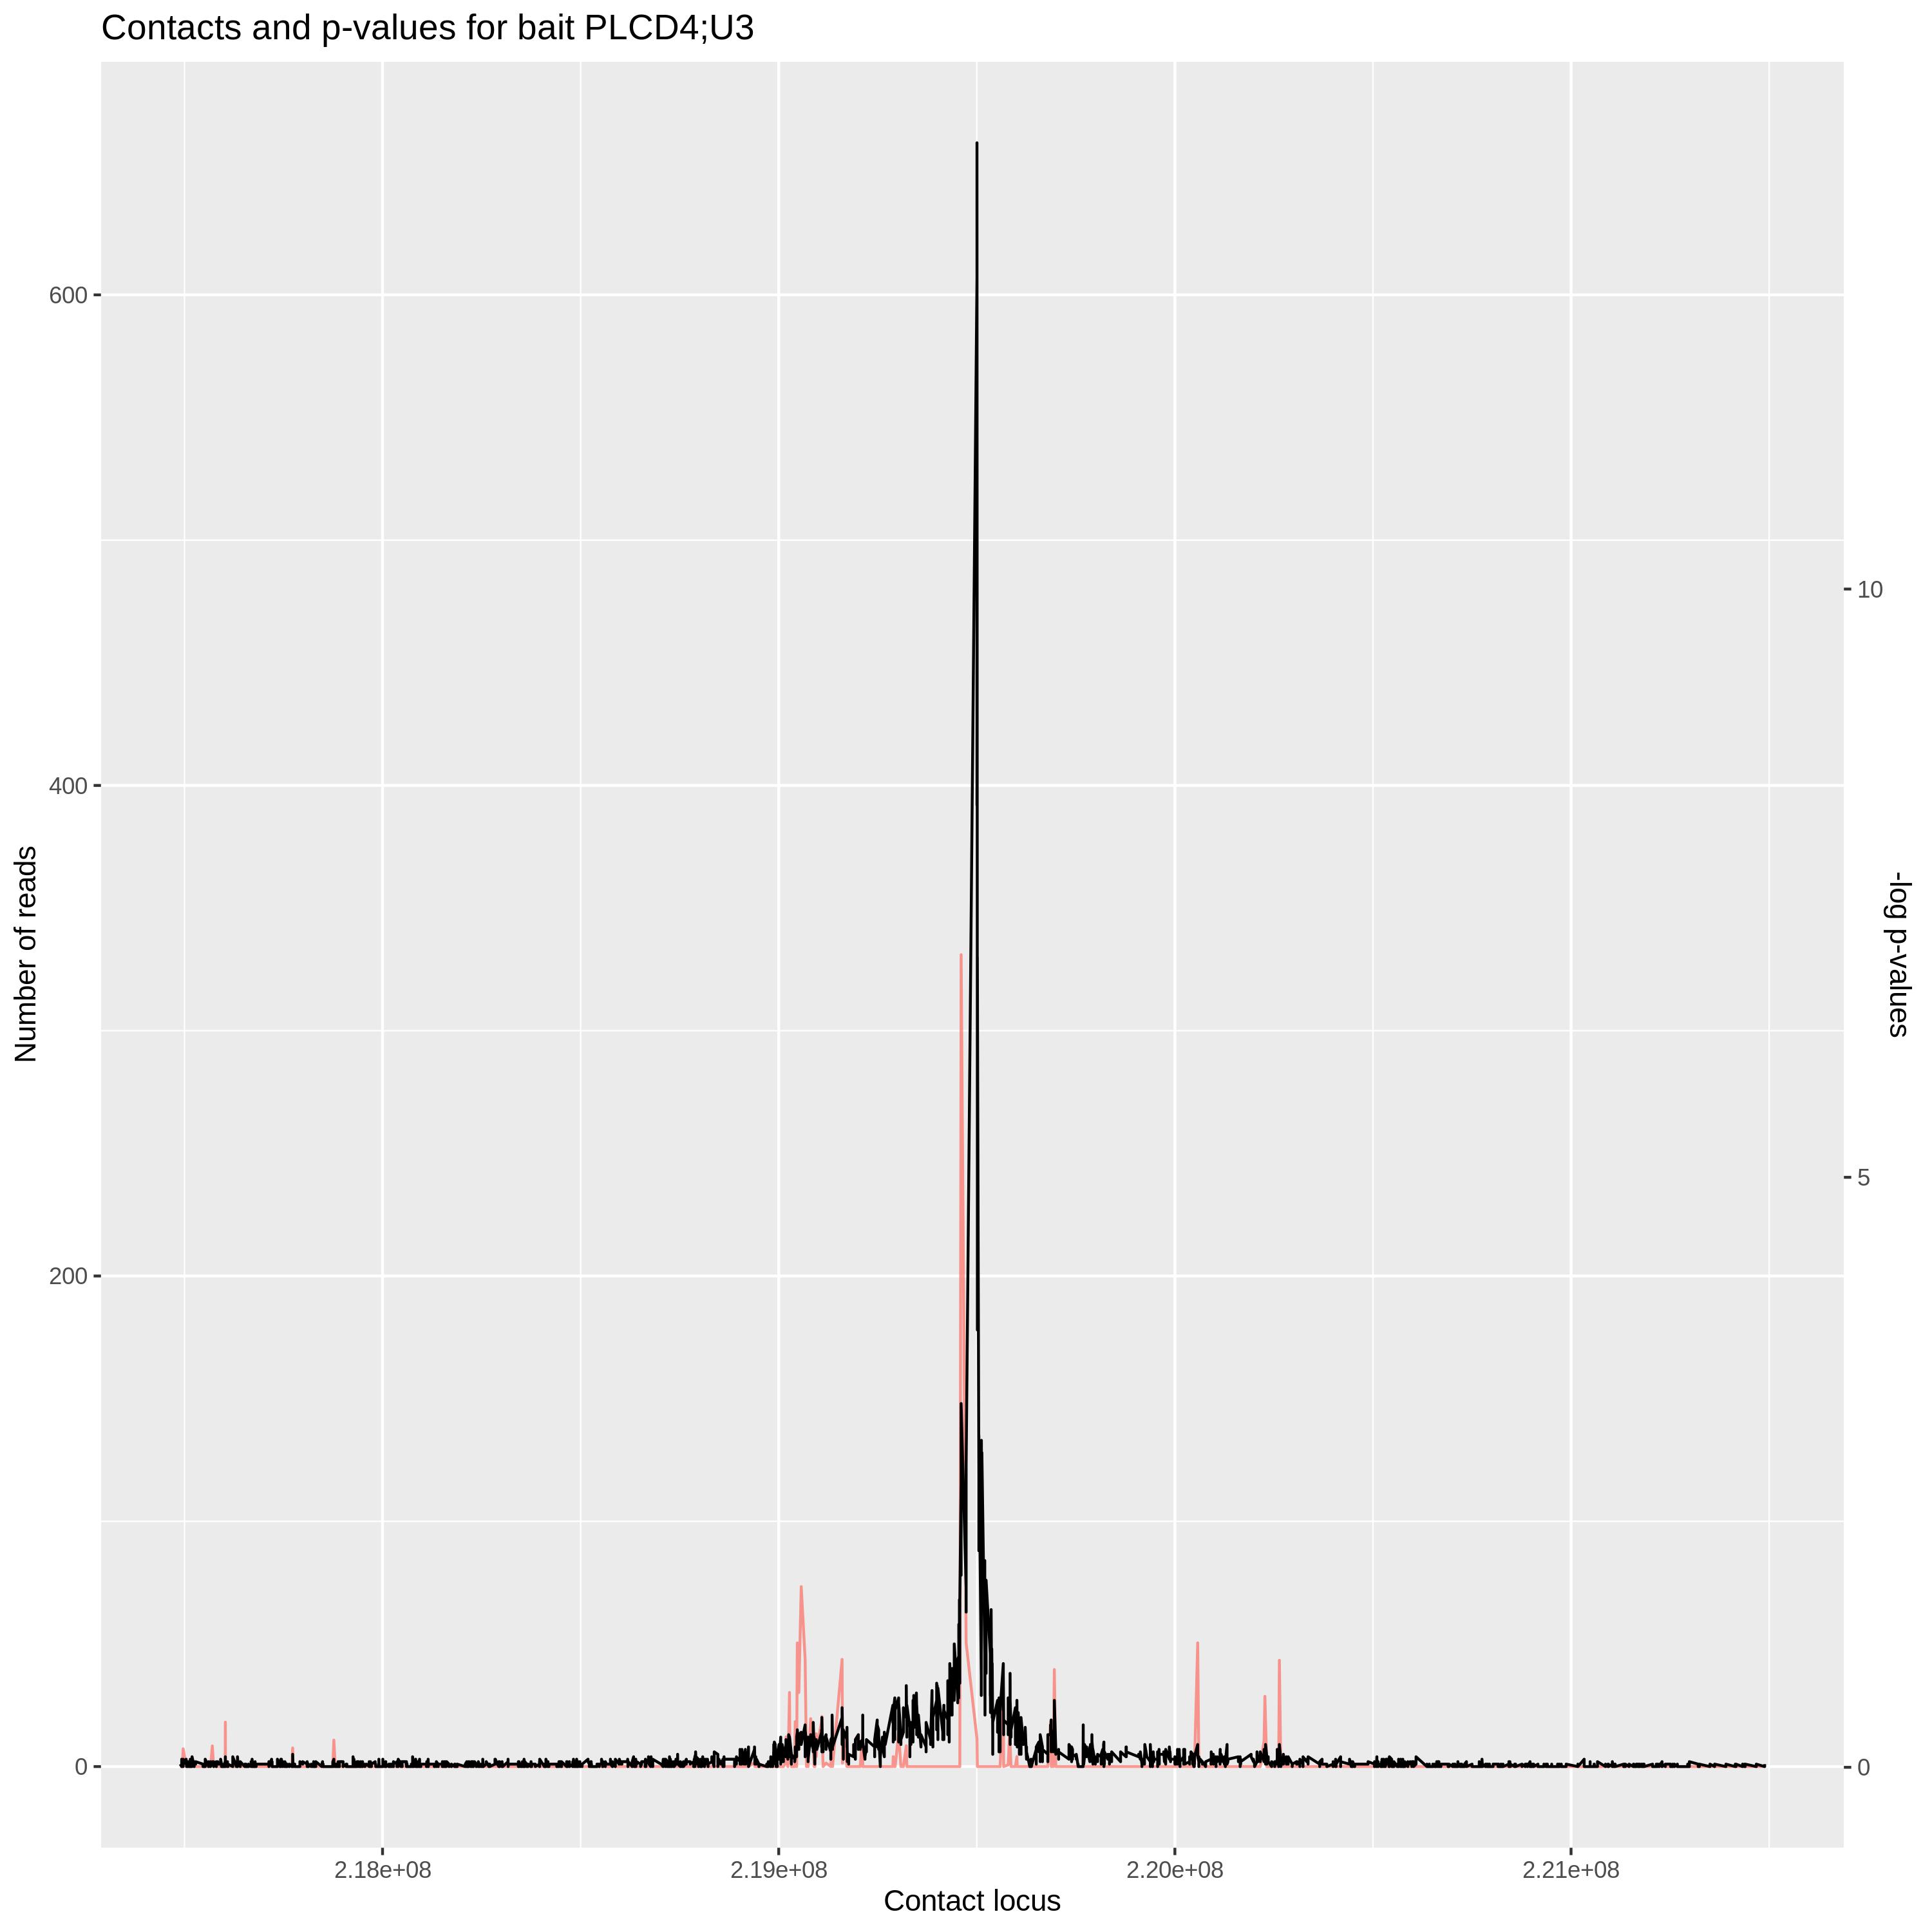 Contacts and p-values for bait PLCD4;U3
Number of reads
600
400
200
0
10
5
0
-log p-values
2.18e+08
2.19e+08
2.20e+08
2.21e+08
Contact locus